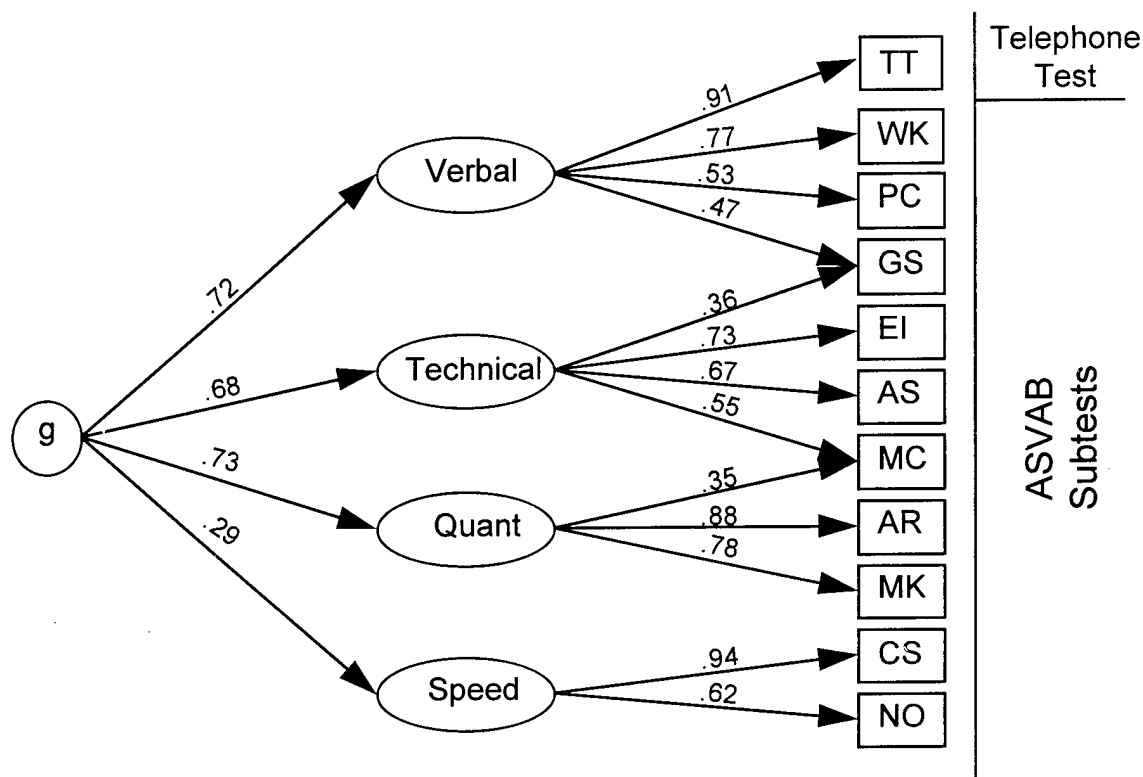 TT
Telephone
Test
.91
WK
.77
Verbal
.53
PC
.47
GS
.72
.36
EI
.73
Technical
.67
AS
.68
.55
ASVAB
Subtests
g
MC
.73
.35
Quant
.88
AR
.29
.78
MK
.94
CS
Speed
.62
NO